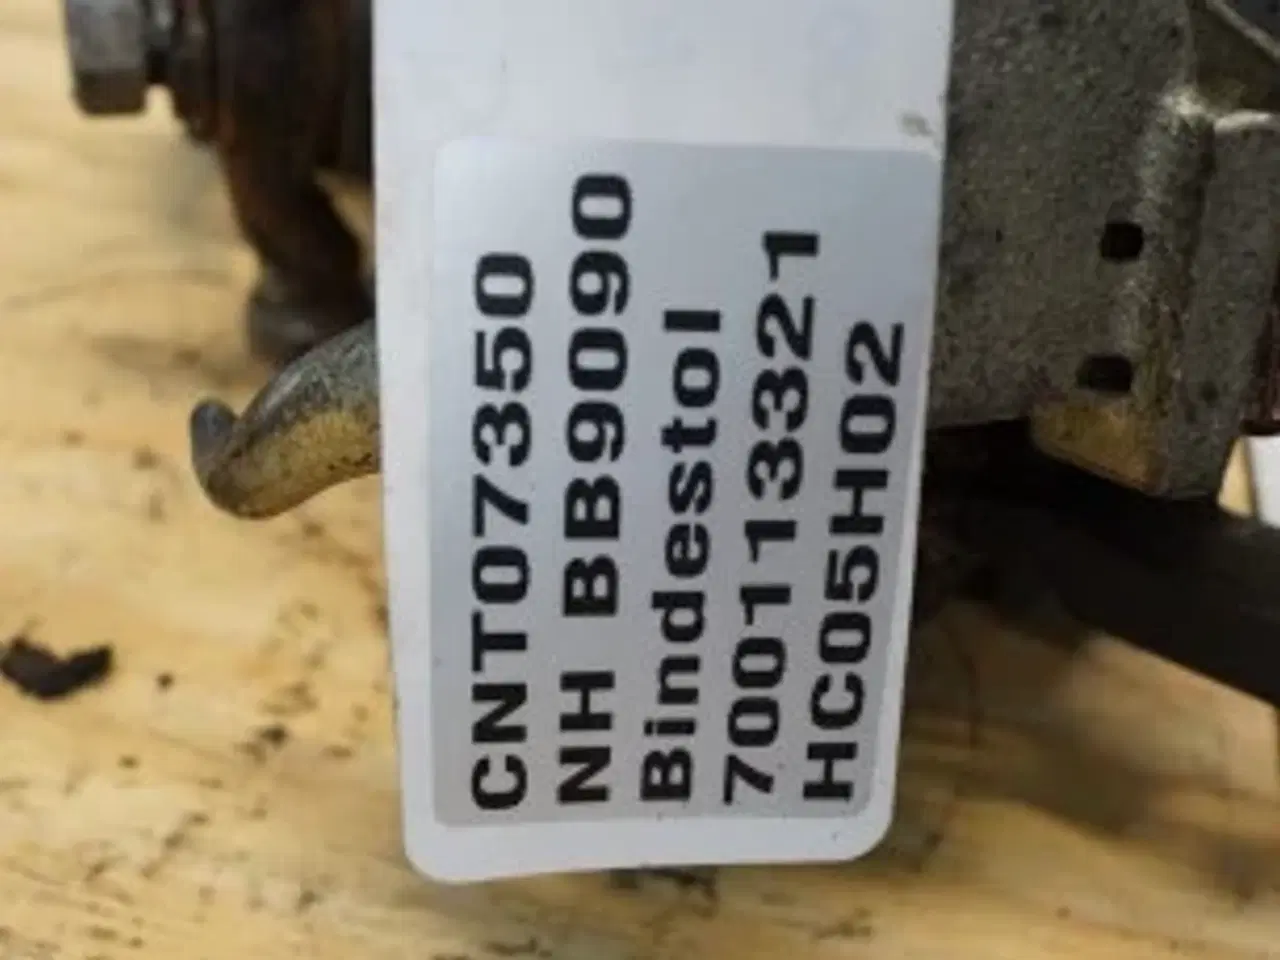 CNT07350
NH BB9090
Bindestol
700113321
HC05H02